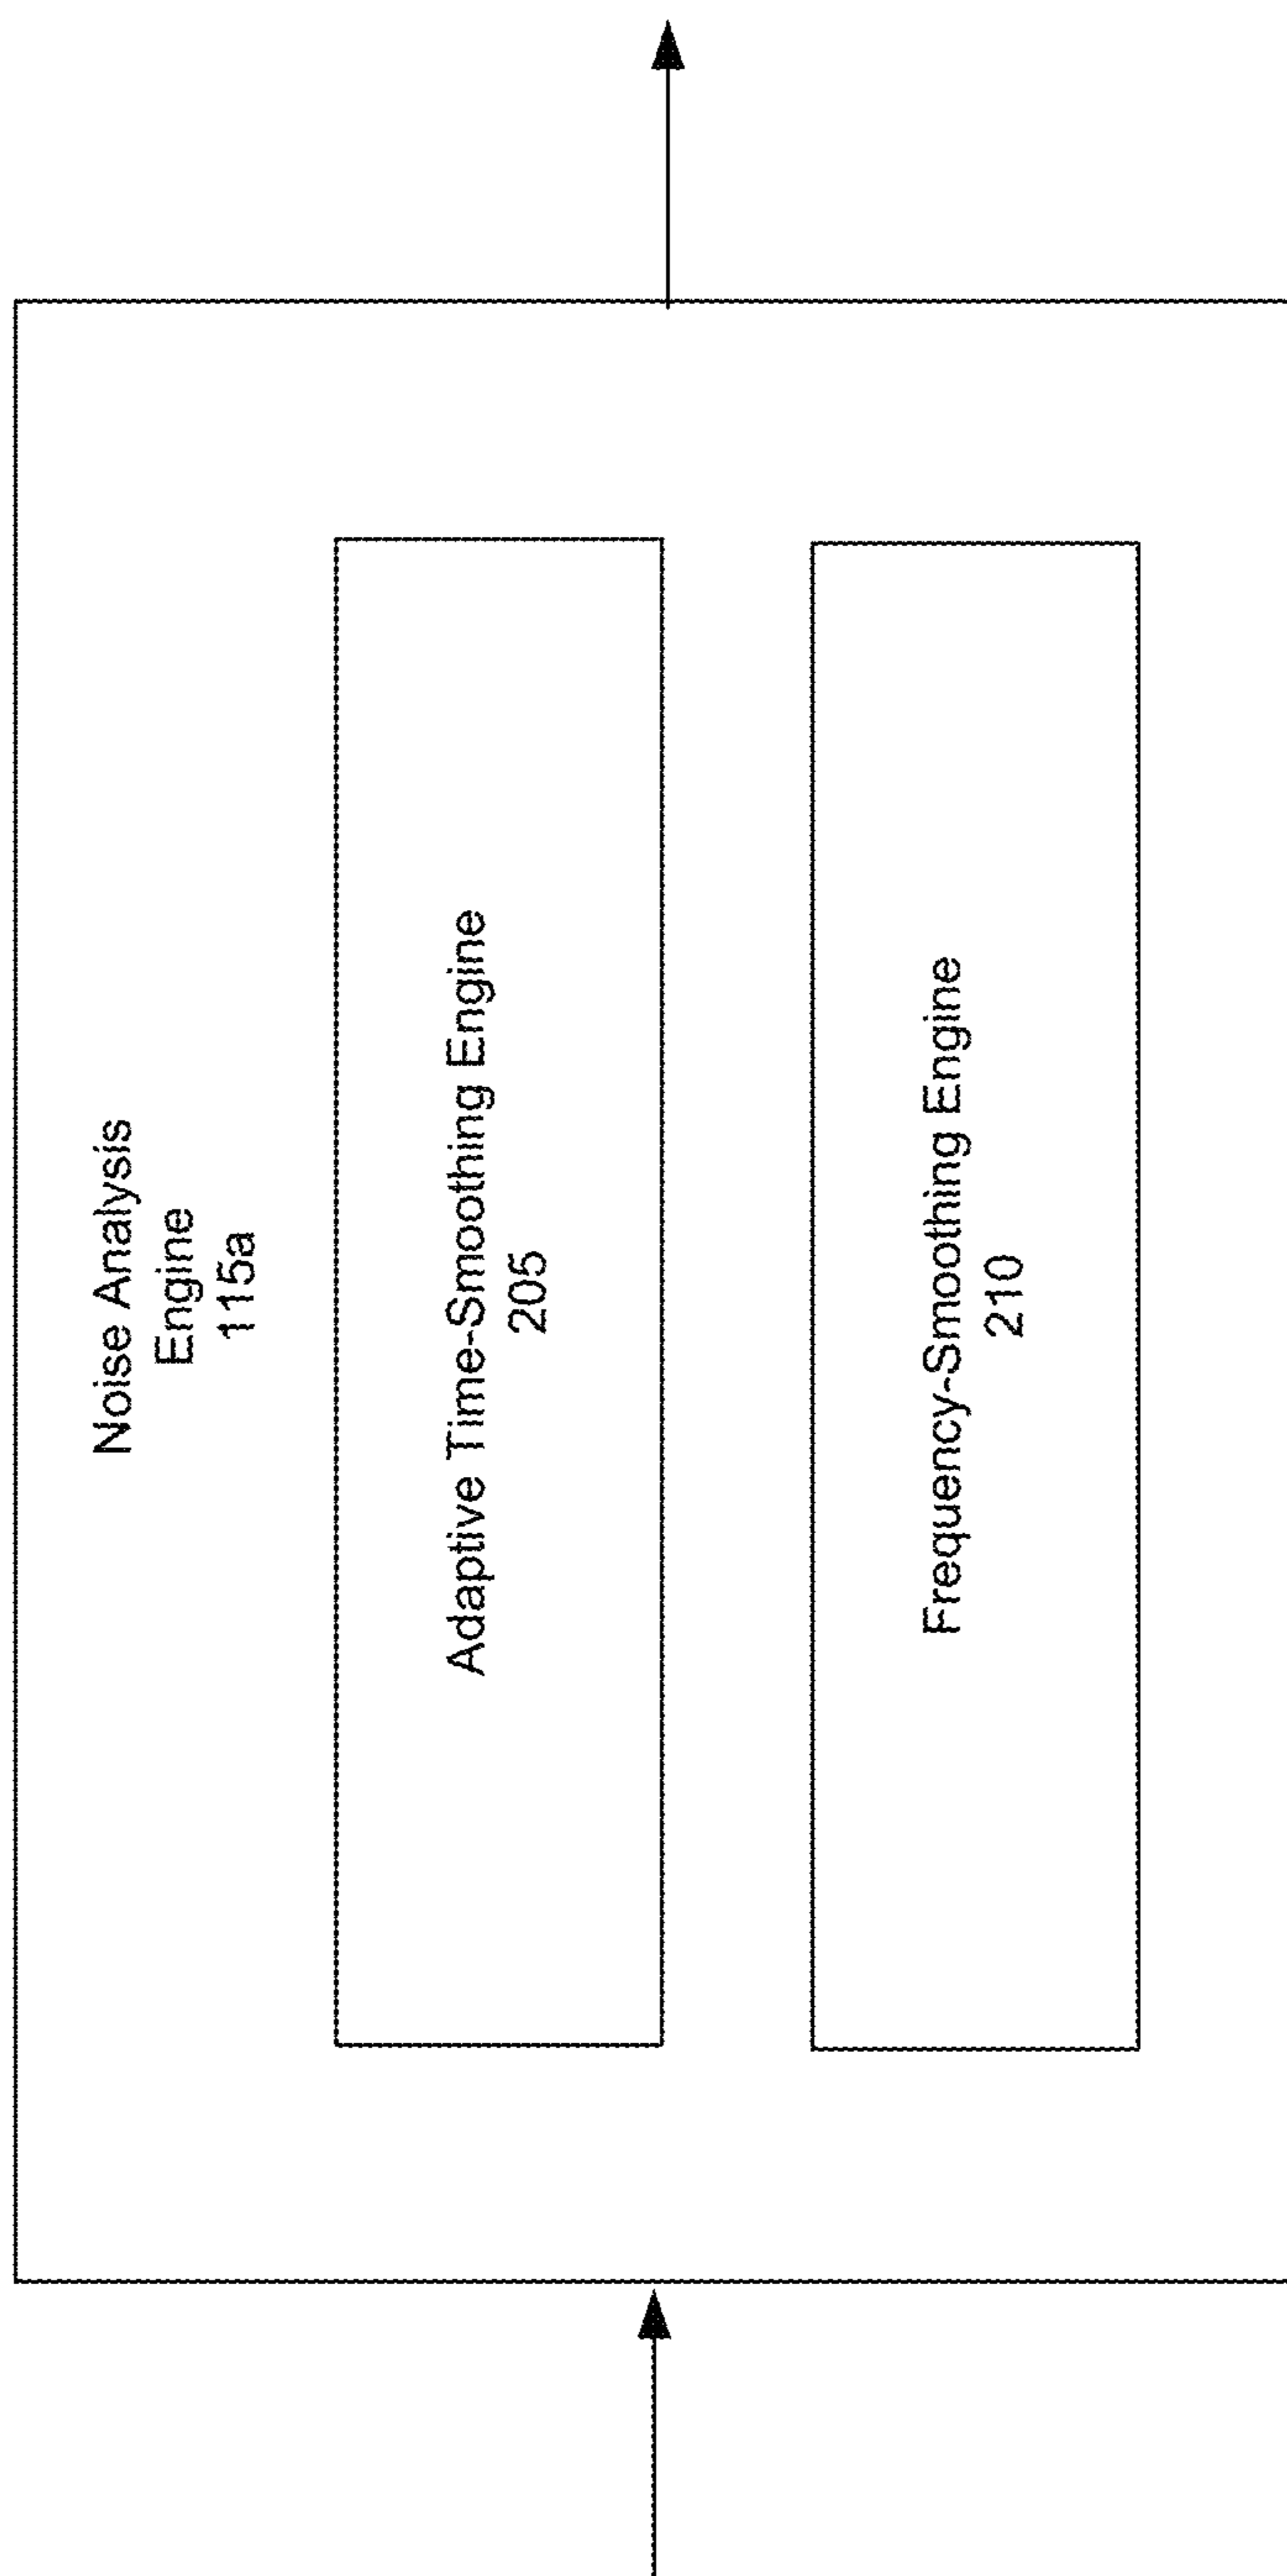 Noise Analysis
Engine
115a
Adaptive Time-Smoothing Engine
205
Frequency-Smoothing Engine
210